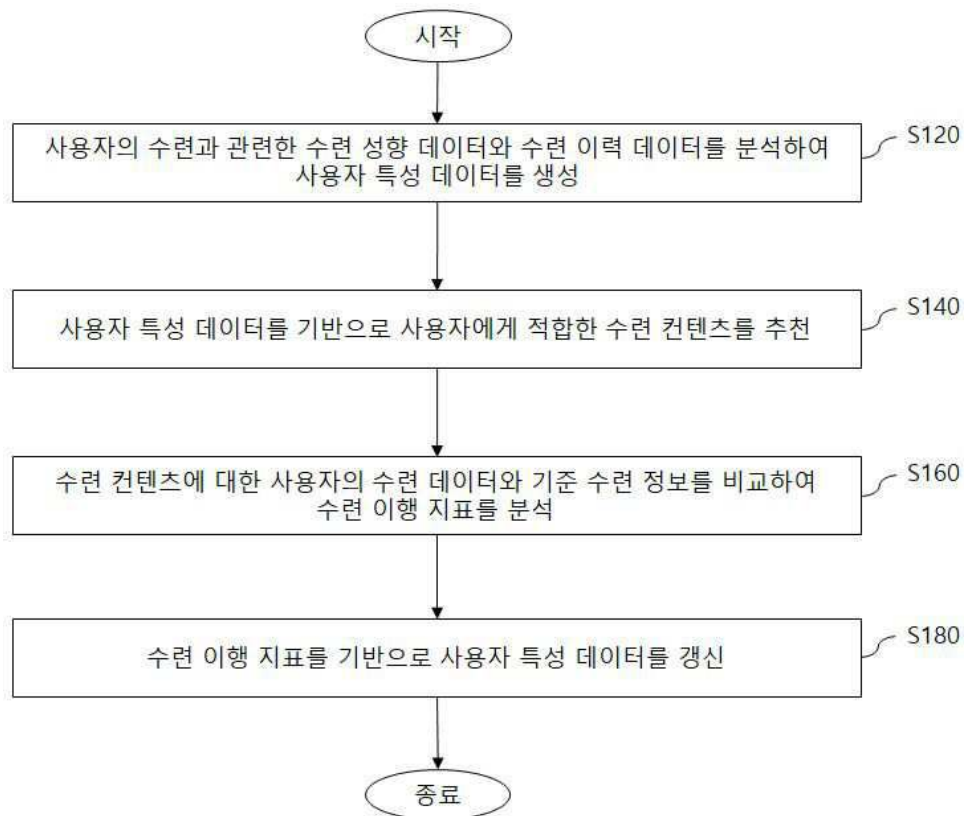 시작
사용자의 수련과 관련한 수련 성향 데이터와 수련 이력 데이터를 분석하여
사용자 특성 데이터를 생성
S120
사용자 특성 데이터를 기반으로 사용자에게 적합한 수련 컨텐츠를 추천
S140
수련 컨텐츠에 대한 사용자의 수련 데이터와 기준 수련 정보를 비교하여
수련 이행 지표를 분석
S160
수련 이행 지표를 기반으로 사용자 특성 데이터를 갱신
S180
종료